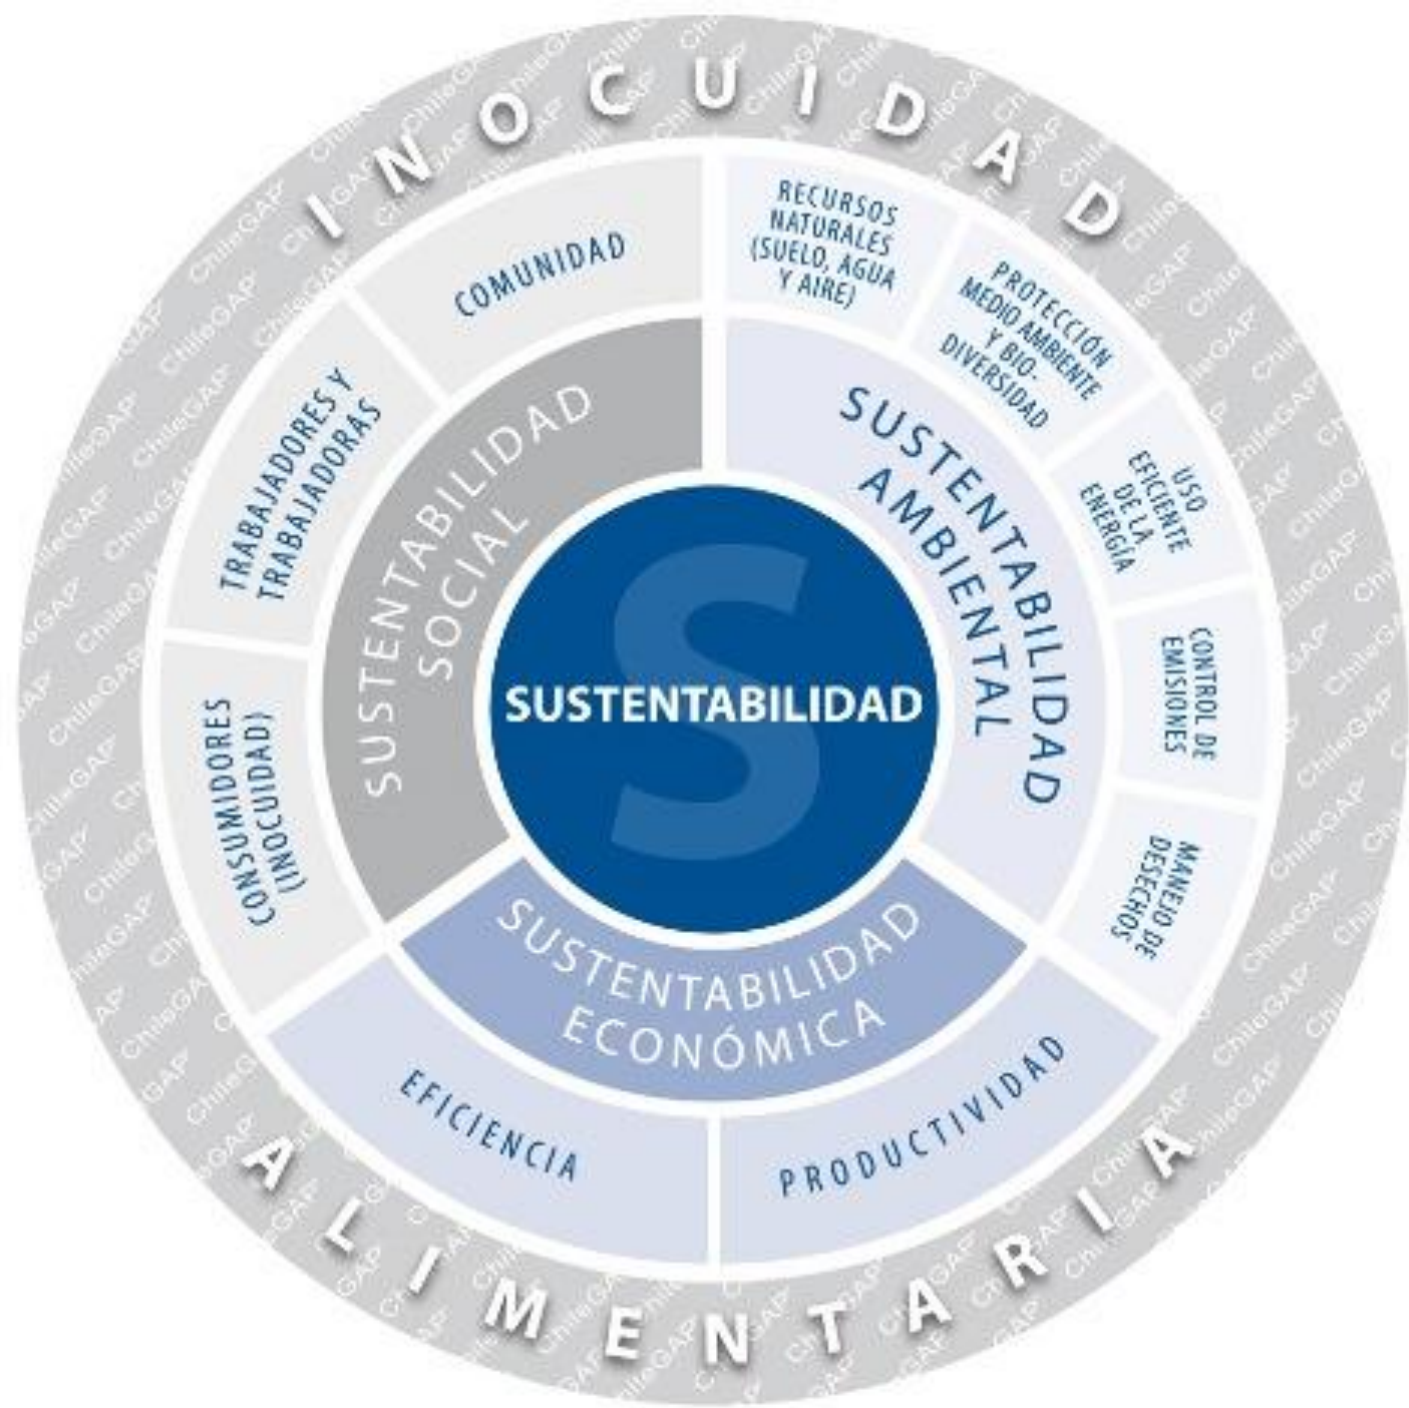 INOCUIDAD
COMUNIDAD
RECURSOS
NATURALES
(SUELO, AGUA
Y AIRE)
PROTECCIÓN
MEDIO AMBIENTE
Y BIO-
DIVERSIDAD
USO
EFICIENTE
DE LA
ENERGÍA
CONTROL DE
EMISIONES
MANEJO DE
DESECHOS
TRABAJADORES Y
TRABAJADORAS
CONSUMIDORES
(INOCUIDAD)
SUSTENTABILIDAD
SOCIAL
SUSTENTABILIDAD
AMBIENTAL
S
SUSTENTABILIDAD
SUSTENTABILIDAD
ECONÓMICA
EFICIENCIA
PRODUCTIVIDAD
ALIMENTARIA
ChileGAP